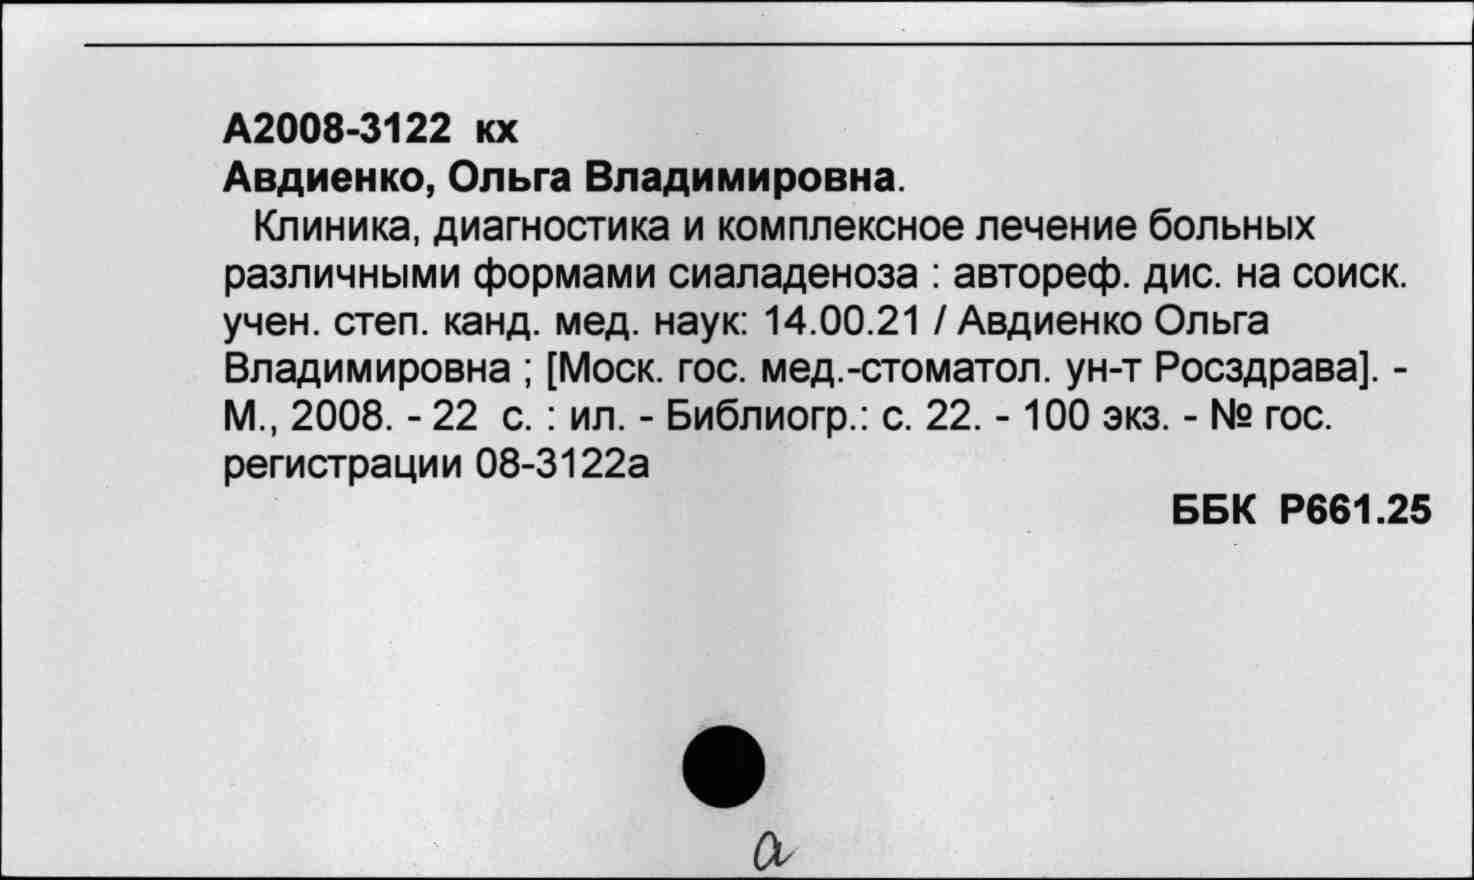 А2008-3122 кх
Авдиенко, Ольга Владимировна.
Клиника, диагностика и комплексное лечение больных
различными формами сиаладеноза : автореф. дис. на соиск.
учен. степ. канд. мед. наук: 14.00.21 / Авдиенко Ольга
Владимировна ; [Моск. гос. мед.-стоматол. ун-т Росздрава]. -
М., 2008. - 22 с. : ил. - Библиогр.: с. 22. - 100 экз. - № гос.
регистрации 08-3122а
ББК Р661.25
а